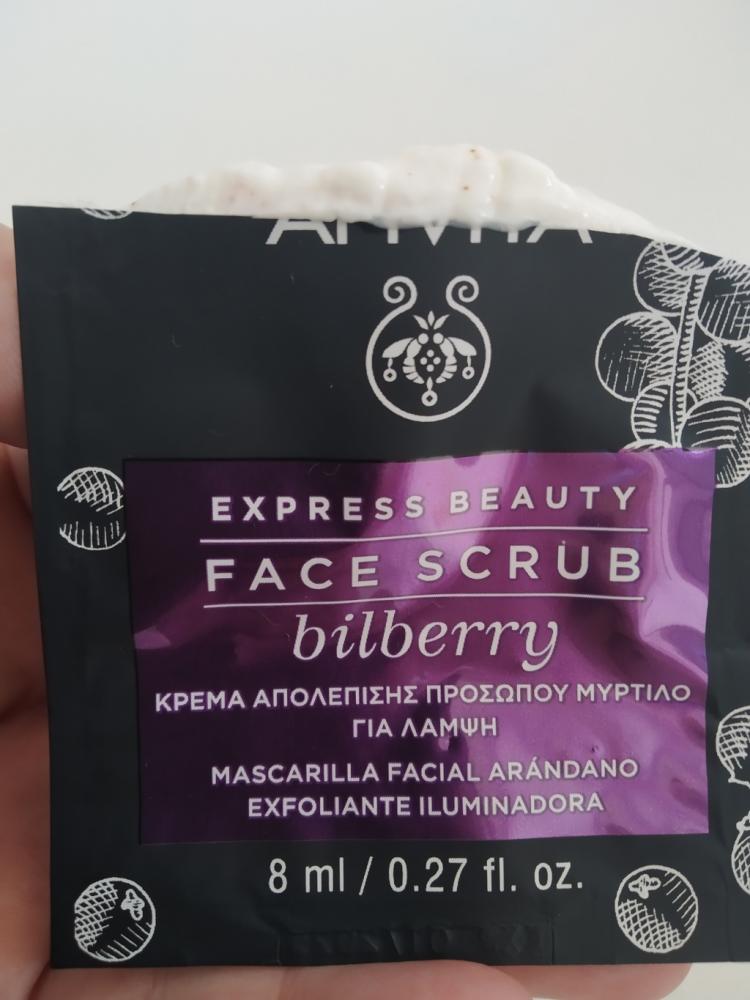 APIVITA
EXPRESS BEAUTY
FACE SCRUB
bilberry
ΚΡΕΜΑ ΑΠΟΛΕΠΙΣΗΣ ΠΡΟΣΩΠΟΥ ΜΥΡΤΙΛΟ
ΓΙΑ ΛΑΜΨΗ
MASCARILLA FACIAL ARÁNDANO
EXFOLIANTE ILUMINADORA
8 ml / 0.27 fl. oz.